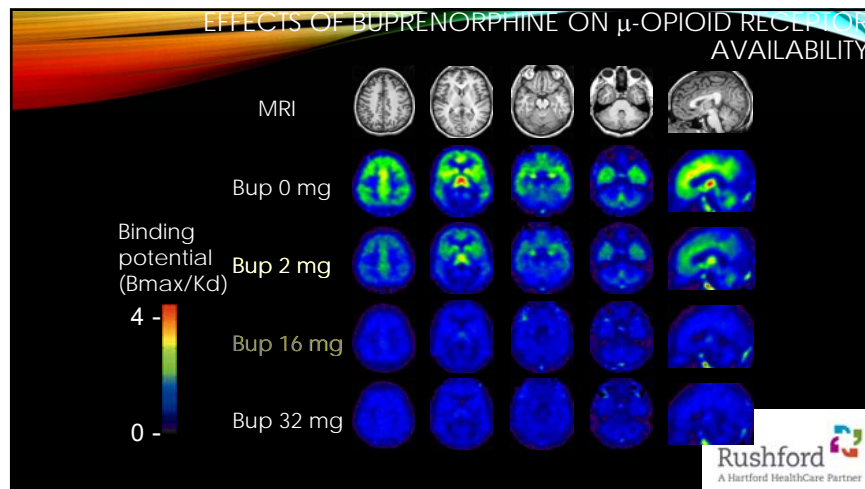 EFFECTS OF BUPRENORPHINE ON μ-OPIOID RECEPTOR
AVAILABILITY
MRI
Bup 0 mg
Binding
potential
(Bmax/Kd)
Bup 2 mg
4 -
Bup 16 mg
0 -
Bup 32 mg
Rushford
A Hartford HealthCare Partner